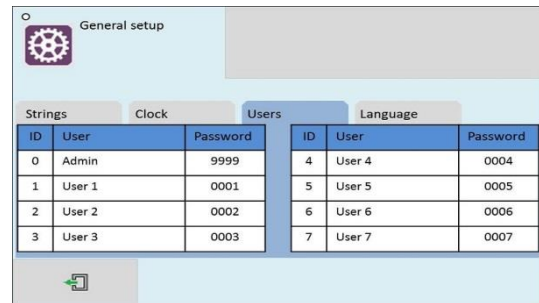 General setup
Strings Clock Users Language
ID User Password ID User Password
0 Admin 9999 4 User 4 0004
1 User 1 0001 5 User 5 0005
2 User 2 0002 6 User 6 0006
3 User 3 0003 7 User 7 0007